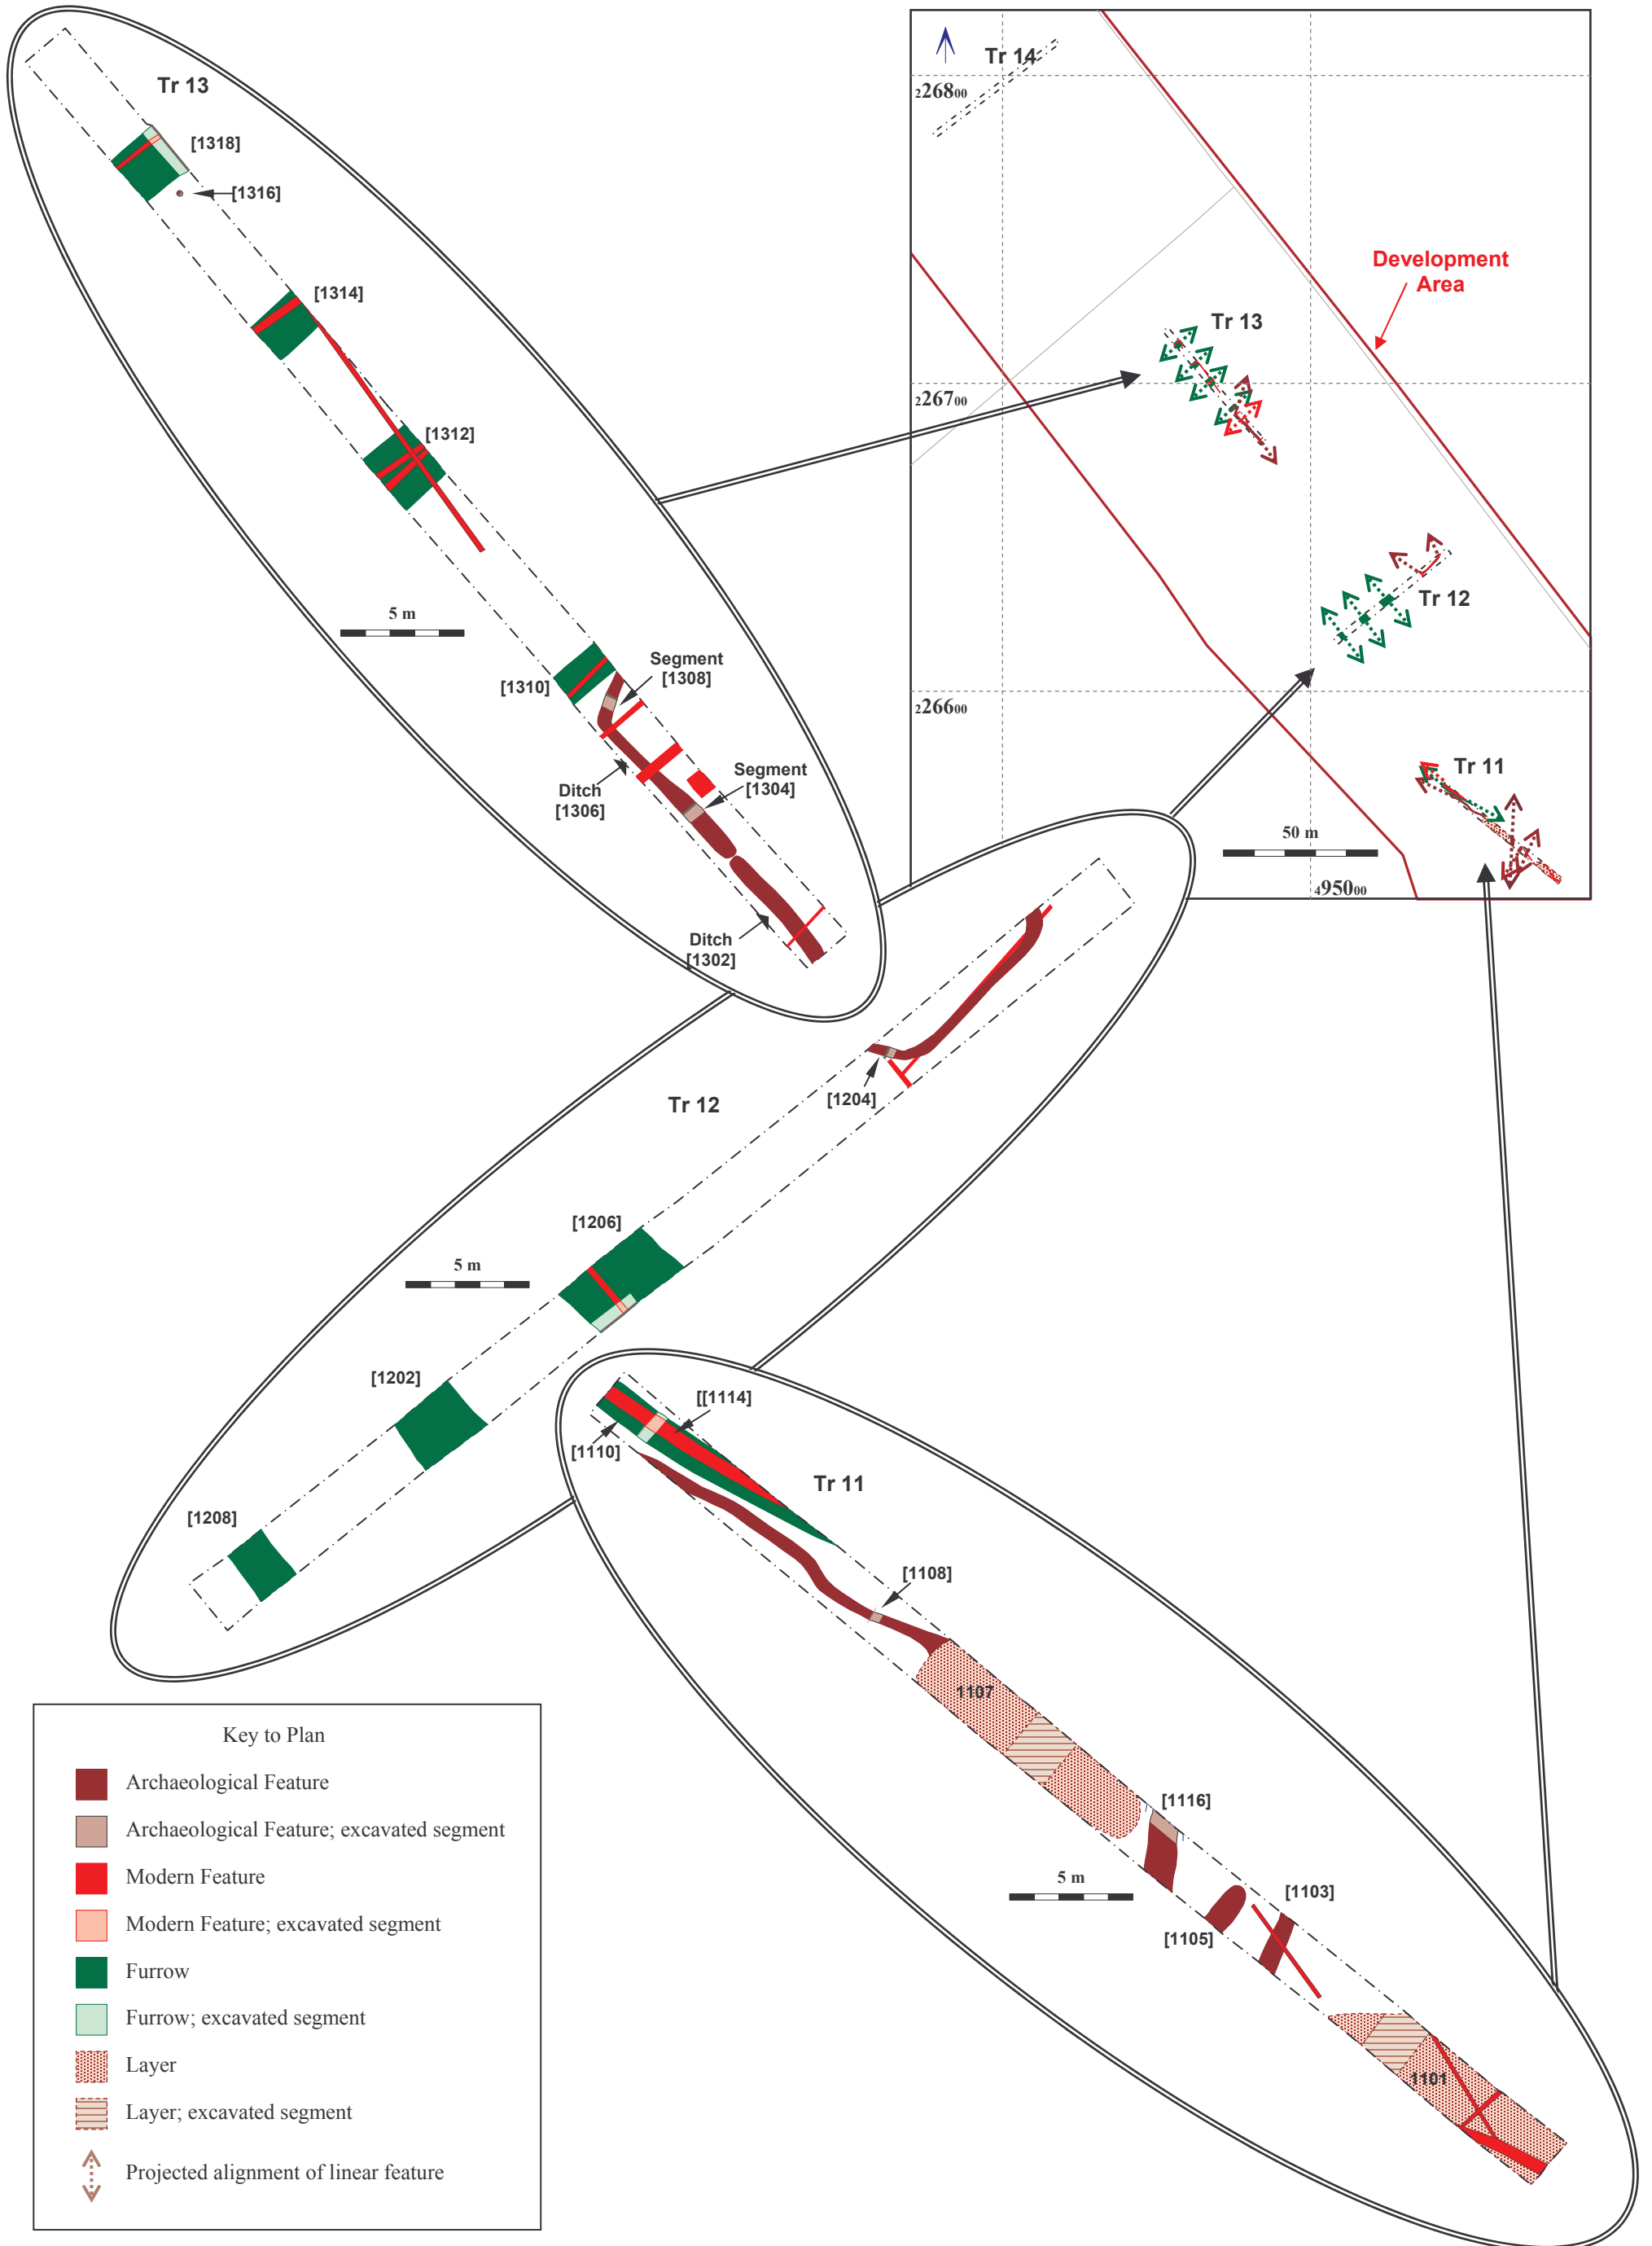 Tr 13
[1318]
[1316]
[1314]
[1312]
5 m
[1310]
Segment
[1308]
Ditch
[1306]
Segment
[1304]
Ditch
[1302]
Tr 14
226800
Development
Area
Tr 13
226700
Tr 12
226600
Tr 11
50 m
495000
Tr 12
[1204]
[1206]
5 m
[1202]
[1208]
[[1114]
[1110]
Tr 11
[1108]
1107
[1116]
5 m
[1103]
[1105]
1101
Key to Plan
Archaeological Feature
Archaeological Feature; excavated segment
Modern Feature
Modern Feature; excavated segment
Furrow
Furrow; excavated segment
Layer
Layer; excavated segment
Projected alignment of linear feature